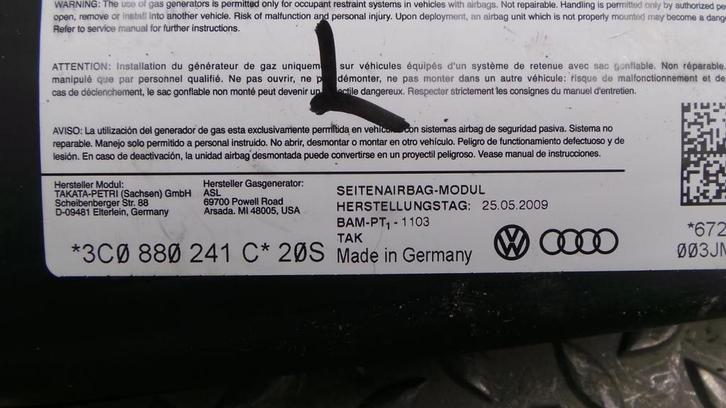 WARNING: The use of gas generators is permitted only for occupant restraint systems in vehicles with airbags. Not reparable. Handling is permitted only by authorized pe
open, remove or install into another vehicle. Risk of malfunction and personal injury. Upon deployment, an airbag unit which is not properly mounted may become a dang
Refer to service manual for further instructions.
ATTENTION: Installation du générateur de gaz uniquem sur véhicules équipés d'un système de retenue avec sac gonflable. Non réparable.
manipulé que par personnel qualifié. Ne pas ouvrir, ne p démonter, ne pas monter dans un autre véhicule: risque de malfonctionnement et de
cas de déclenchement, le sac gonflable non monté peut devenir un ectile dangereux. Respecter strictement les consignes du manuel d'entretien.
AVISO: La utilización del generador de gas esta exclusivamente permitida en vehiculos con sistemas airbag de seguridad pasiva. Sistema no
reparable. Manejo solo permitido a personal instruido. No abrir, desmontar o montar en otro vehículo. Peligro de funcionamiento defectuoso y de
lesión. En caso de deactivación, la unidad airbag desmontada puede convertirse en un proyectil peligroso. Vease manual de instrucciones.
Hersteller Modul:
TAKATA-PETRI (Sachsen) GmbH
Scheibenberger Str. 88
D-09481 Elterlein, Germany
Hersteller Gasgenerator:
ASL
69700 Powell Road
Arsada. MI 48005, USA
SEITENAIRBAG-MODUL
HERSTELLUNGSTAG: 25.05.2009
BAM-PT₁ - 1103
TAK
Made in Germany
*3C0 880 241 C* 20S
*672
003JM